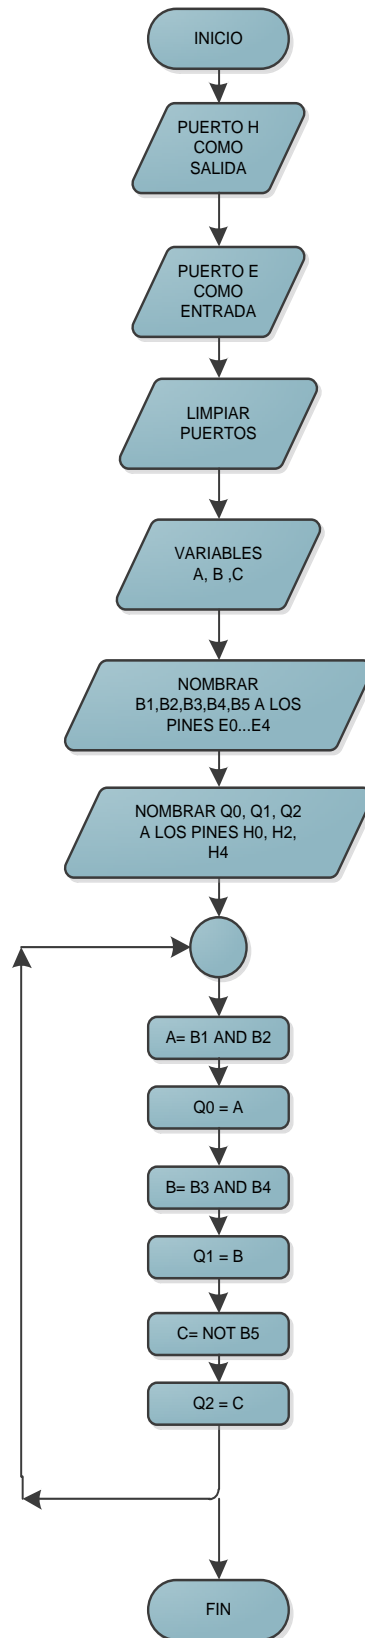 INICIO
PUERTO H
COMO
SALIDA
PUERTO E
COMO
ENTRADA
LIMPIAR
PUERTOS
VARIABLES
A, B ,C
NOMBRAR
B1,B2,B3,B4,B5 A LOS
PINES E0...E4
NOMBRAR Q0, Q1, Q2
A LOS PINES H0, H2,
H4
A= B1 AND B2
Q0 = A
B= B3 AND B4
Q1 = B
C= NOT B5
Q2 = C
FIN